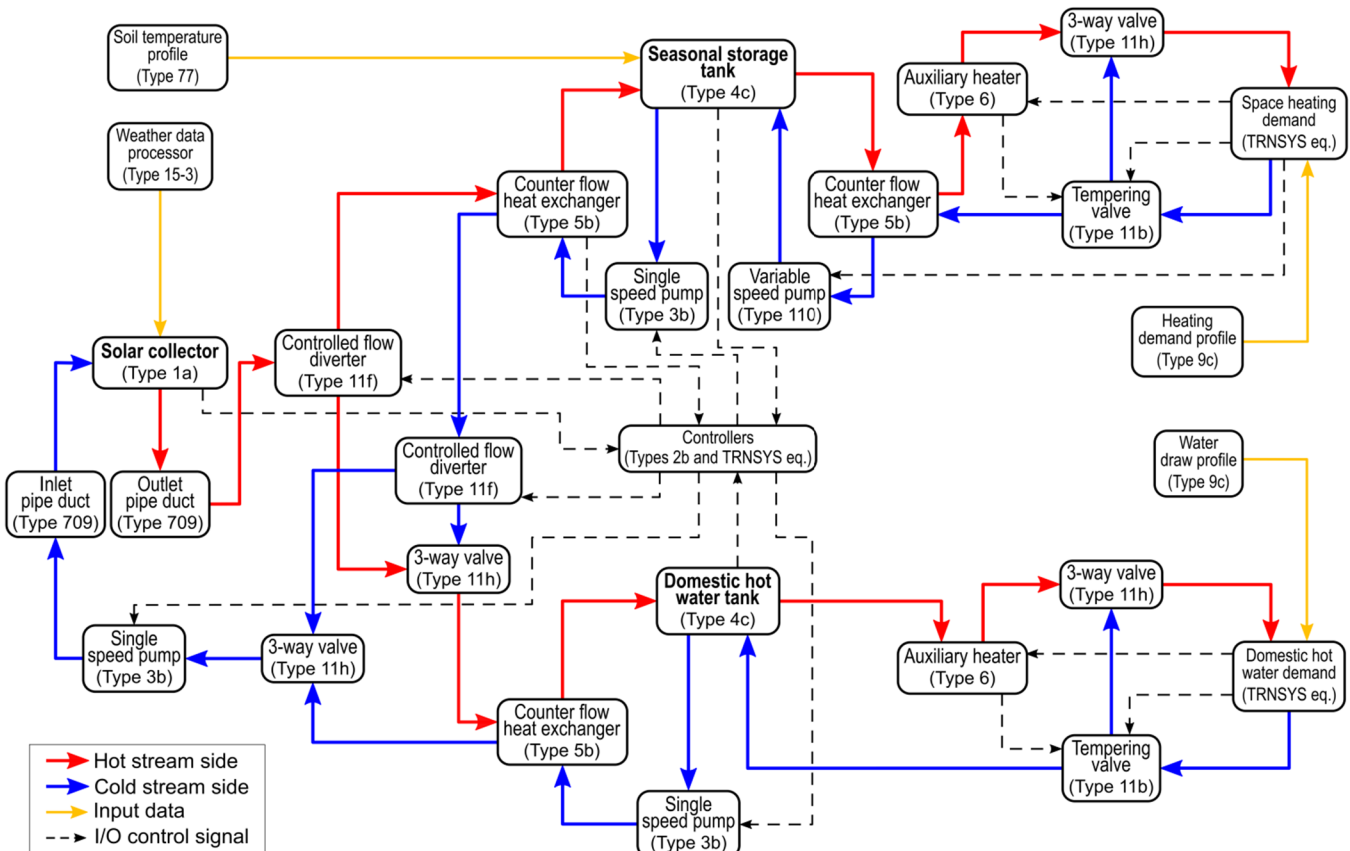 Soil temperature
profile
(Type 77)
Weather data
processor
(Type 15-3)
Seasonal storage
tank
(Type 4c)
3-way valve
(Type 11h)
Auxiliary heater
(Type 6)
Space heating
demand
(TRNSYS eq.)
Counter flow
heat exchanger
(Type 5b)
Counter flow
heat exchanger
(Type 5b)
Tempering
valve
(Type 11b)
Single
speed pump
(Type 3b)
Variable
speed pump
(Type 110)
Heating
demand profile
(Type 9c)
Solar collector
(Type 1a)
Controlled flow
diverter
(Type 11f)
Controllers
(Types 2b and TRNSYS eq.)
Water
draw profile
(Type 9c)
Inlet
pipe duct
(Type 709)
Outlet
pipe duct
(Type 709)
Controlled flow
diverter
(Type 11f)
3-way valve
(Type 11h)
Domestic hot
water tank
(Type 4c)
3-way valve
(Type 11h)
Single
speed pump
(Type 3b)
3-way valve
(Type 11h)
Auxiliary heater
(Type 6)
Domestic hot
water demand
(TRNSYS eq.)
Counter flow
heat exchanger
(Type 5b)
Tempering
valve
(Type 11b)
Single
speed pump
(Type 3b)
Hot stream side
Cold stream side
Input data
I/O control signal